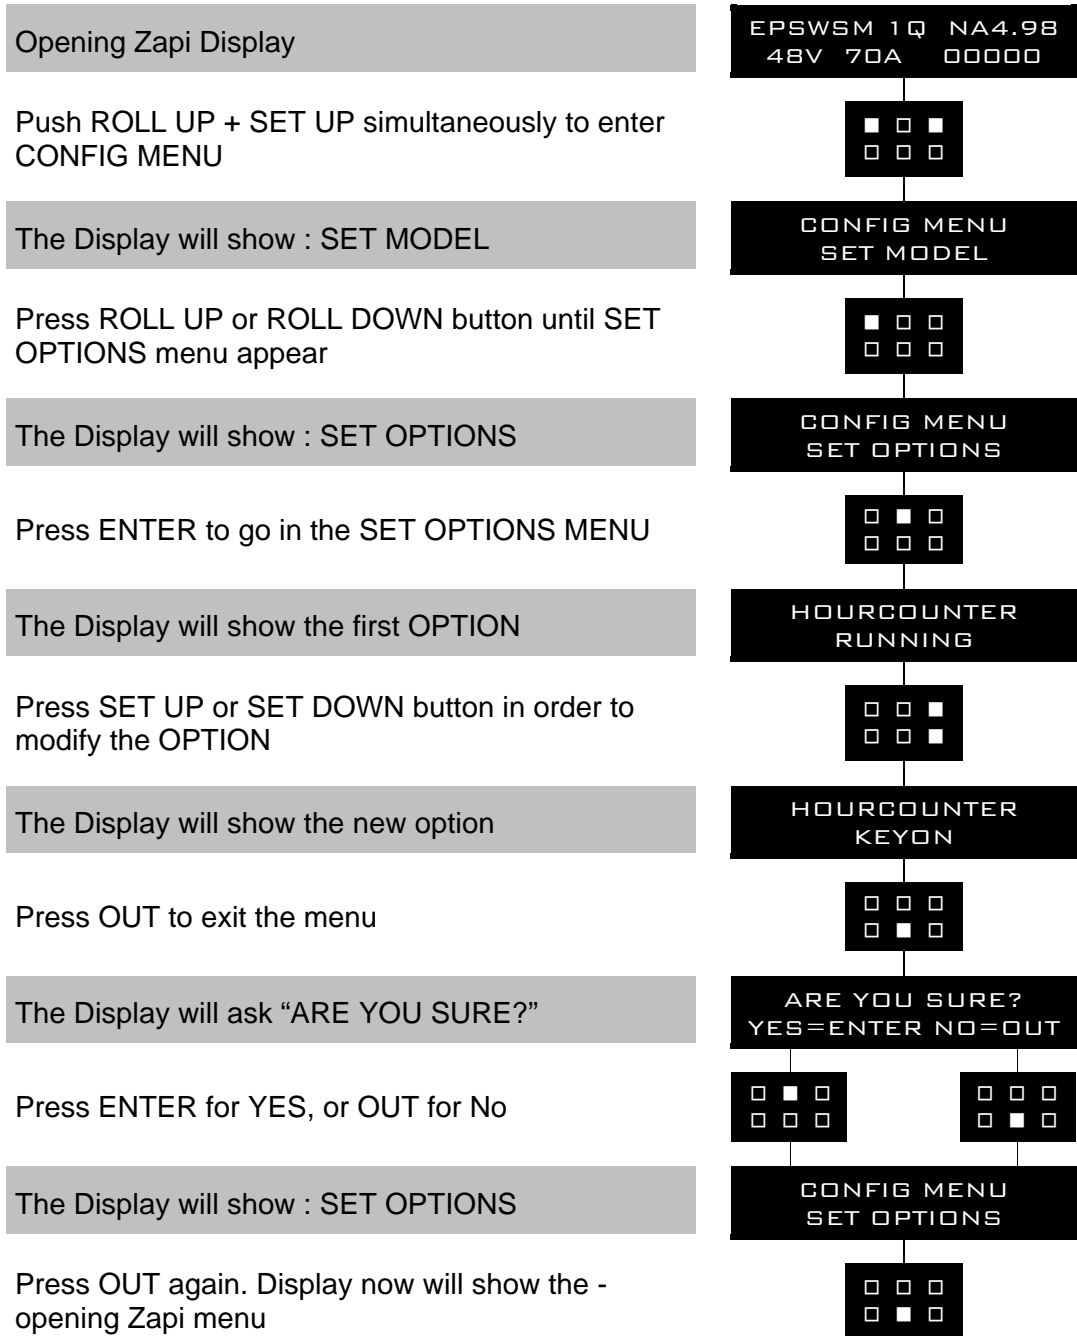 Opening Zapi Display
EPSWSM 1Q NA4.98
48V 70A 00000
Push ROLL UP + SET UP simultaneously to enter
CONFIG MENU
The Display will show : SET MODEL
CONFIG MENU
SET MODEL
Press ROLL UP or ROLL DOWN button until SET
OPTIONS menu appear
The Display will show : SET OPTIONS
CONFIG MENU
SET OPTIONS
Press ENTER to go in the SET OPTIONS MENU
The Display will show the first OPTION
HOURCOUNTER
RUNNING
Press SET UP or SET DOWN button in order to
modify the OPTION
The Display will show the new option
HOURCOUNTER
KEYON
Press OUT to exit the menu
The Display will ask “ARE YOU SURE?”
ARE YOU SURE?
YES=ENTER NO=OUT
Press ENTER for YES, or OUT for No
The Display will show : SET OPTIONS
CONFIG MENU
SET OPTIONS
Press OUT again. Display now will show the -
opening Zapi menu